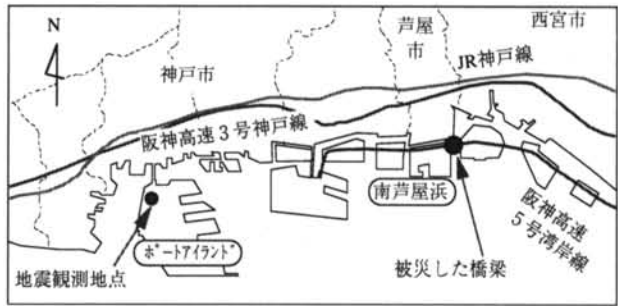 N
神戸市
芦屋
市
西宮市
JR神戸線
阪神高速3号神戸線
南芦屋浜
阪神高速
5号湾岸線
地震観測地点
ﾎﾟｰﾄｱｲﾗﾝﾄﾞ
被災した橋梁